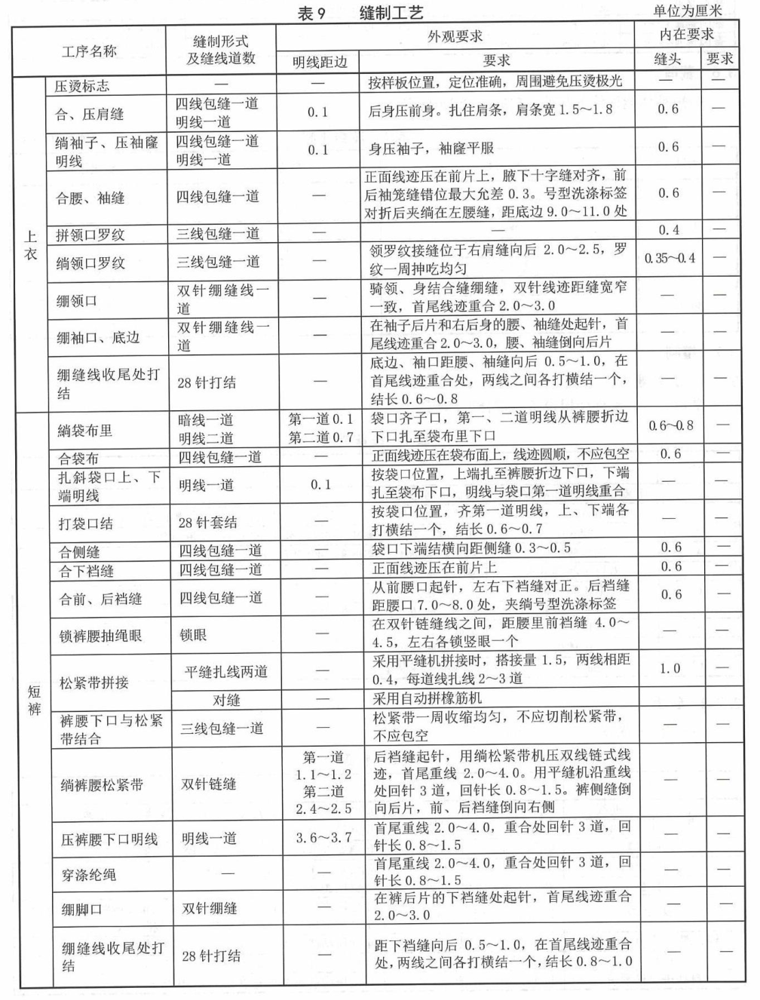 表9 缝制工艺 单位为厘米
工序名称 缝制形式及缝线道数 外观要求 内在要求
明线距边 要求 缝头 要求
上衣
压烫标志 — — 按样板位置，定位准确，周围避免压烫极光 — —
合、压肩缝 四线包缝一道 0.1 后身压前身。扎住肩条，肩条宽1.5～1.8 0.6 —
明线一道
绱袖子、压袖窿 四线包缝一道 0.1 身压袖子，袖窿平服 0.6 —
明线 明线一道
合腰、袖缝 四线包缝一道 — 正面线迹压在前片上，腋下十字缝对齐，前 0.6 —
后袖笼缝错位最大允差0.3。号型洗涤标签
对折后夹绱在左腰缝，距底边9.0～11.0处
拼领口罗纹 三线包缝一道 — — 0.4 —
绱领口罗纹 三线包缝一道 — 领罗纹接缝位于右肩缝向后 2.0～2.5，罗 0.35~0.4 —
纹一周抻吃均匀
绷领口 双针绷缝线一 — 骑领、身结合缝绷缝，双针线迹距缝宽窄 — —
道 一致，首尾线迹重合2.0～3.0
绷袖口、底边 双针绷缝线一 — 在袖子后片和右后身的腰、袖缝处起针，首 — —
道 尾线迹重合2.0～3.0，腰、袖缝倒向后片
绷缝线收尾处打 28针打结 — 底边、袖口距腰、袖缝向后 0.5～1.0，在 — —
结 首尾线迹重合处，两线之间各打横结一个，
结长0.6～0.8
短裤
緔袋布里 暗线一道 第一道0.1 袋口齐子口，第一、二道明线从裤腰折边 0.6~0.8 —
明线二道 第二道0.7 下口扎至袋布里下口
合袋布 四线包缝一道 — 正面线迹压在袋布面上，线迹圆顺，不应包空 0.6 —
扎斜袋口上、下 明线一道 0.1 按袋口位置，上端扎至裤腰折边下口，下端 — —
端明线 扎至袋布下口，明线与袋口第一道明线重合
打袋口结 28针套结 — 按袋口位置，齐第一道明线，上、下端各 — —
打横结一个，结长0.6～0.7
合侧缝 四线包缝一道 — 袋口下端结横向距侧缝0.3～0.5 0.6 —
合下裆缝 四线包缝一道 — 正面线迹压在前片上 0.6 —
合前、后裆缝 四线包缝一道 — 从前腰口起针，左右下裆缝对正。后裆缝 0.6 —
距腰口7.0～8.0处，夹绱号型洗涤标签
锁裤腰抽绳眼 锁眼 — 在双针链缝线之间，距腰里前裆缝 4.0～ — —
4.5，左右各锁竖眼一个
松紧带拼接 平缝扎线两道 — 采用平缝机拼接时，搭接量1.5，两线相距 1.0 —
0.4，每道线扎线2～3道
对缝 — 采用自动拼橡筋机
裤腰下口与松紧 三线包缝一道 — 松紧带一周收缩均匀，不应切削松紧带， — —
带结合 不应包空
绱裤腰松紧带 双针链缝 第一道 后裆缝起针，用绱松紧带机压双线链式线 — —
1.1～1.2 迹，首尾重线 2.0～4.0。用平缝机沿重线
第二道 处回针3道，回针长0.8～1.5。裤侧缝倒
2.4～2.5 向后片，前、后裆缝倒向右侧
压裤腰下口明线 明线一道 3.6～3.7 首尾重线2.0～4.0，重合处回针3道，回 — —
针长0.8～1.5
穿涤纶绳 — — 首尾重线2.0～4.0，重合处回针3道，回 — —
针长0.8～1.5
绷脚口 双针绷缝 — 在裤后片的下裆缝处起针，首尾线迹重合 — —
2.0～3.0
绷缝线收尾处打 28针打结 — 距下裆缝向后 0.5～1.0，在首尾线迹重合 — —
结 处，两线之间各打横结一个，结长0.8～1.0